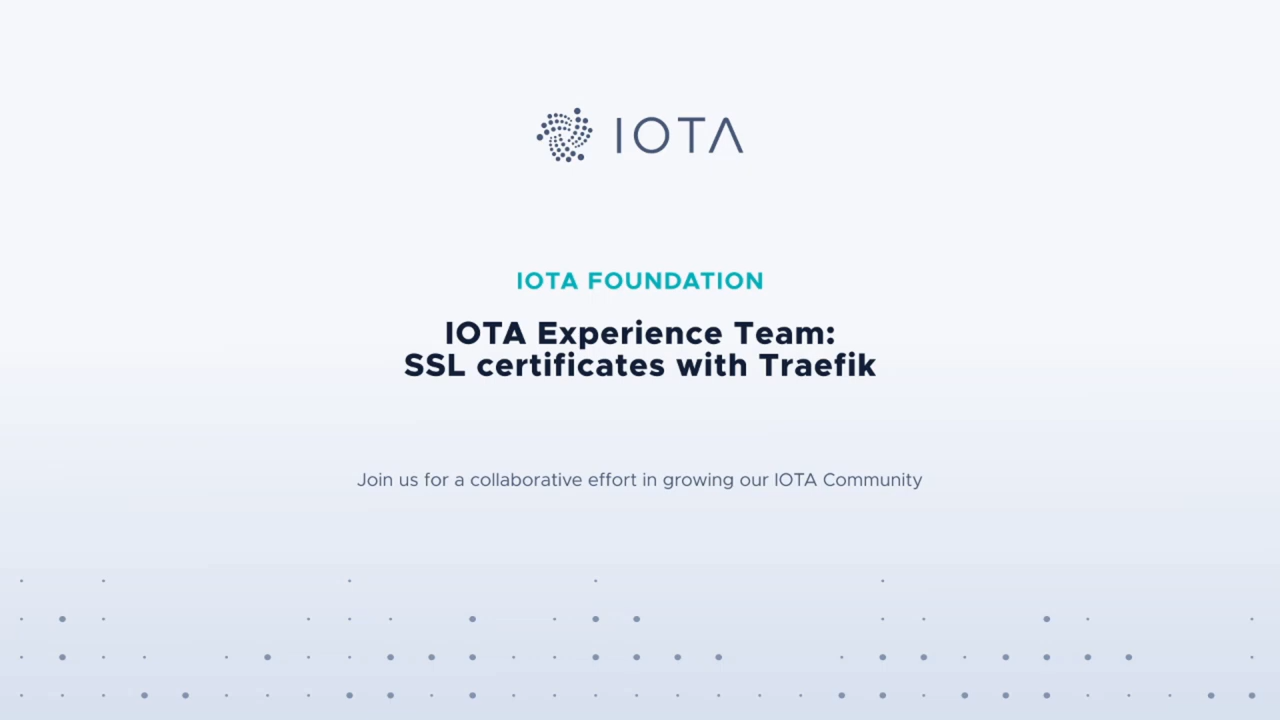 IOTA
IOTA FOUNDATION
IOTA Experience Team:
SSL certificates with Traefik
Join us for a collaborative effort in growing our IOTA Community